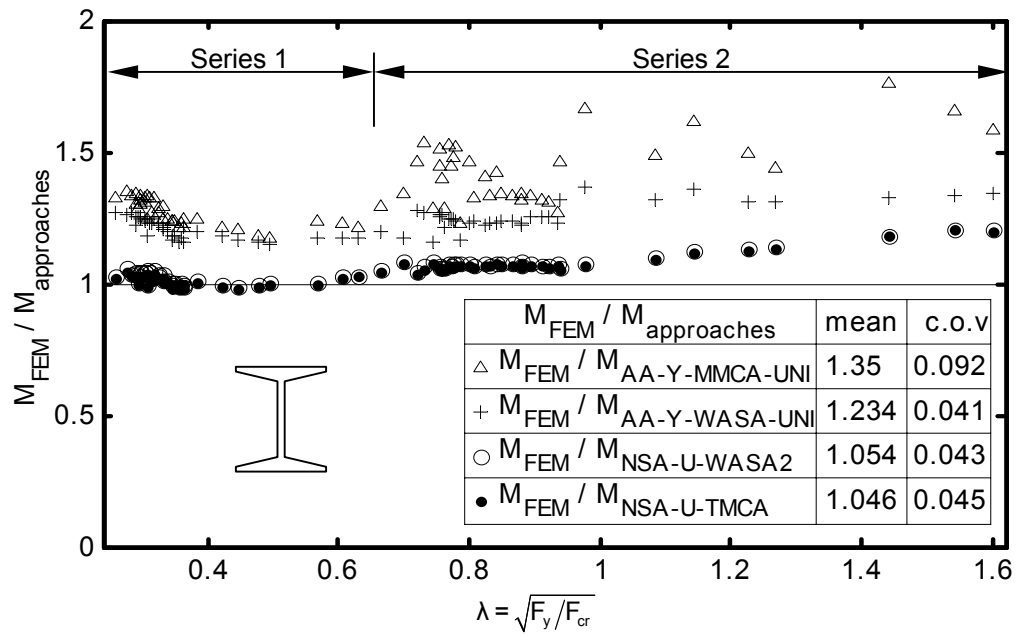 2
Series 1
Series 2
1.5
1
0.5
0
M_FEM / M_approaches
M_FEM / M_approaches mean c.o.v
M_FEM / M_AA-Y-MMCA-UNI 1.35 0.092
M_FEM / M_AA-Y-WASA-UNI 1.234 0.041
M_FEM / M_NSA-U-WASA2 1.054 0.043
M_FEM / M_NSA-U-TMCA 1.046 0.045
0.4 0.6 0.8 1 1.2 1.4 1.6
λ = √F_y/F_cr